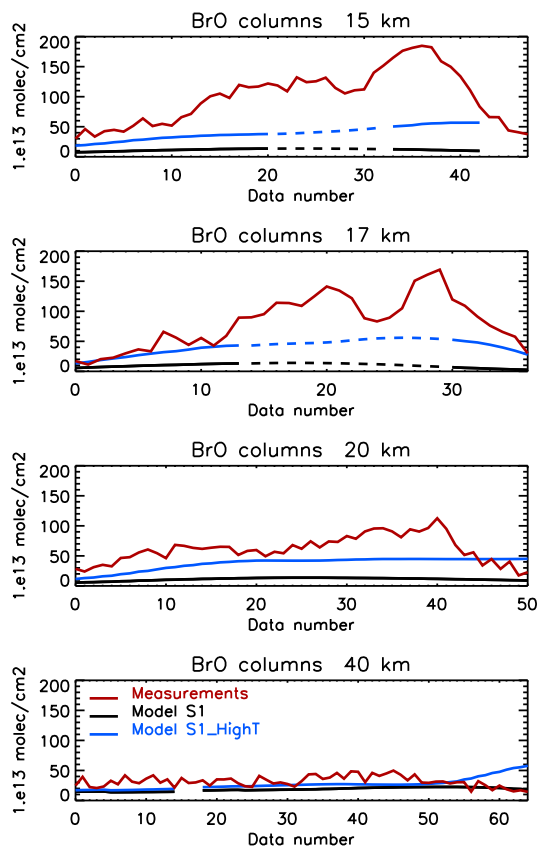 BrO columns 15 km
1.e13 molec/cm2
200
150
100
50
0
0 10 20 30 40
Data number
BrO columns 17 km
1.e13 molec/cm2
200
150
100
50
0
0 10 20 30
Data number
BrO columns 20 km
1.e13 molec/cm2
200
150
100
50
0
0 10 20 30 40 50
Data number
BrO columns 40 km
1.e13 molec/cm2
200
150
100
50
0
Measurements
Model S1
Model S1_HighT
0 10 20 30 40 50 60
Data number